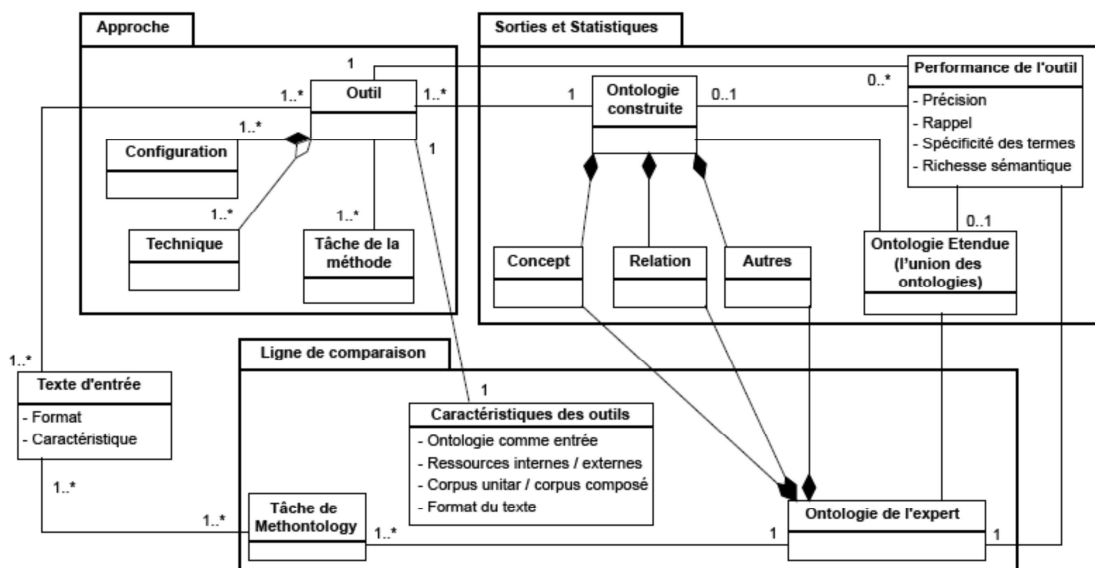 Approche
Sorties et Statistiques
1
Performance de l'outil
0..*
1..*
Outil
1..*
1
Ontologie
construite
0..1
- Précision
- Rappel
- Spécificité des termes
- Richesse sémantique
1..*
1
Configuration
1..*
1..*
0..1
Technique
Tâche de la
méthode
Concept
Relation
Autres
Ontologie Etendue
(l'union des
ontologies)
Ligne de comparaison
1..*
1
Texte d'entrée
- Format
- Caractéristique
Caractéristiques des outils
- Ontologie comme entrée
- Ressources internes / externes
- Corpus unitar / corpus composé
- Format du texte
1..*
1..*
Tâche de
Methontology
1..*
1
Ontologie de l'expert
1